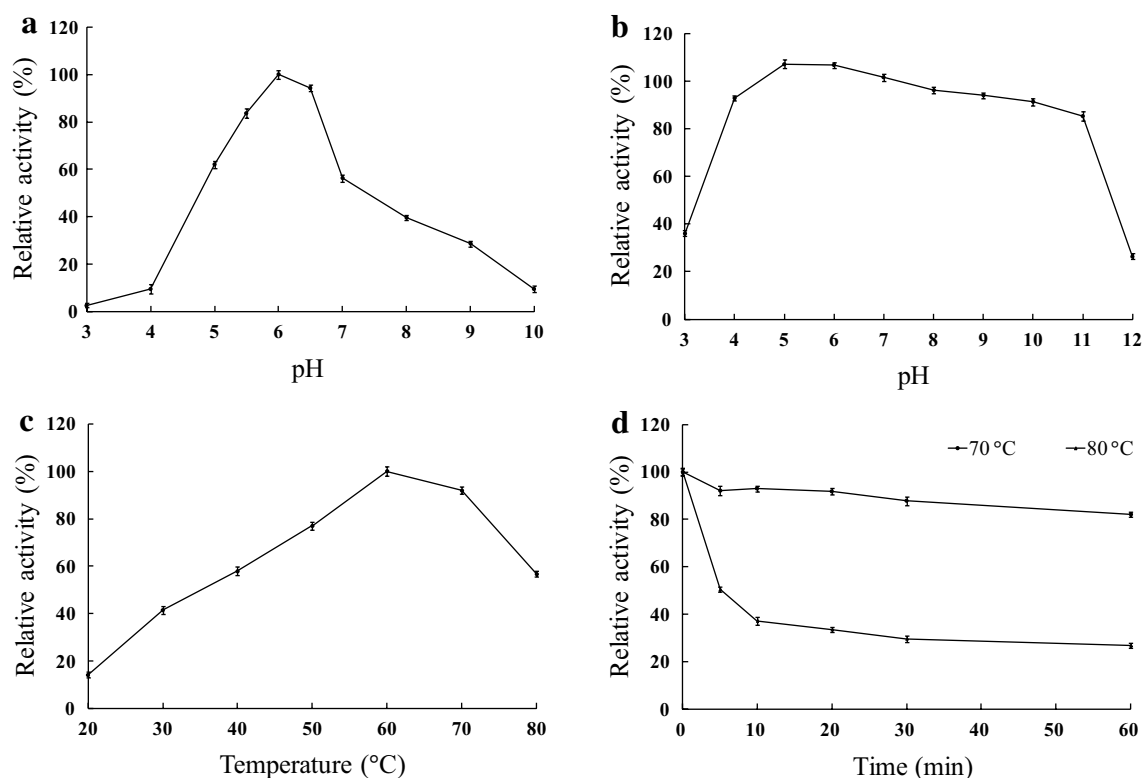 a
Relative activity (%)
120
100
80
60
40
20
0
3 4 5 6 7 8 9 10
pH
b
Relative activity (%)
120
100
80
60
40
20
0
3 4 5 6 7 8 9 10 11 12
pH
c
Relative activity (%)
120
100
80
60
40
20
0
20 30 40 50 60 70 80
Temperature (°C)
d
Relative activity (%)
120
100
80
60
40
20
0
70 °C 80 °C
0 10 20 30 40 50 60
Time (min)